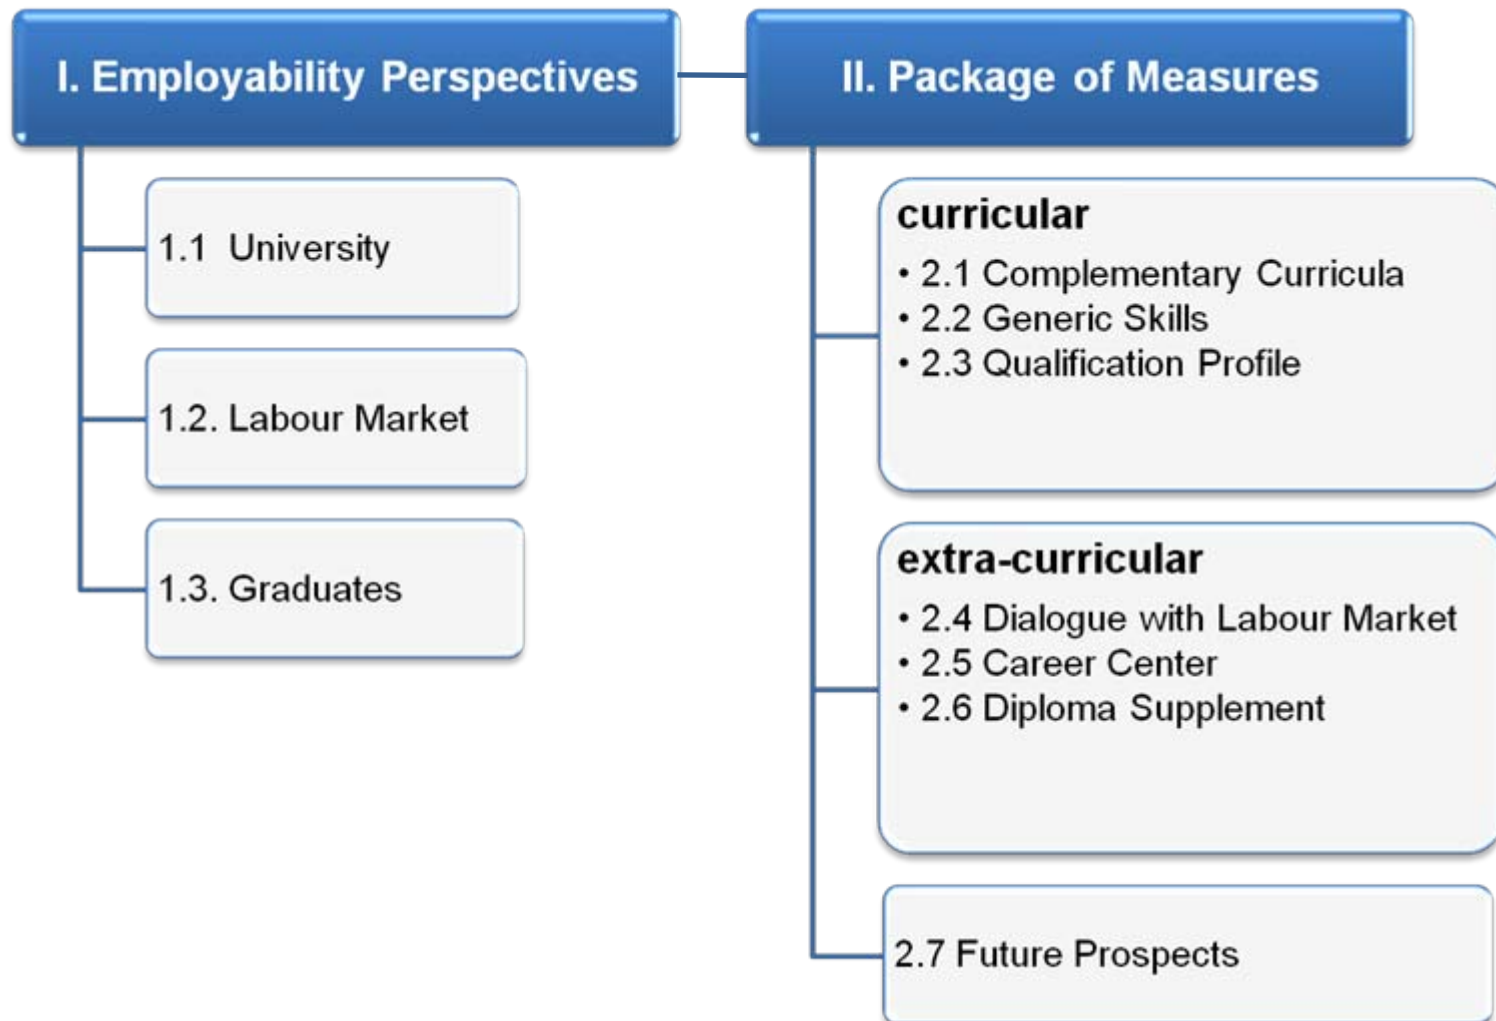 I. Employability Perspectives
1.1 University
1.2. Labour Market
1.3. Graduates
II. Package of Measures
curricular
• 2.1 Complementary Curricula
• 2.2 Generic Skills
• 2.3 Qualification Profile
extra-curricular
• 2.4 Dialogue with Labour Market
• 2.5 Career Center
• 2.6 Diploma Supplement
2.7 Future Prospects